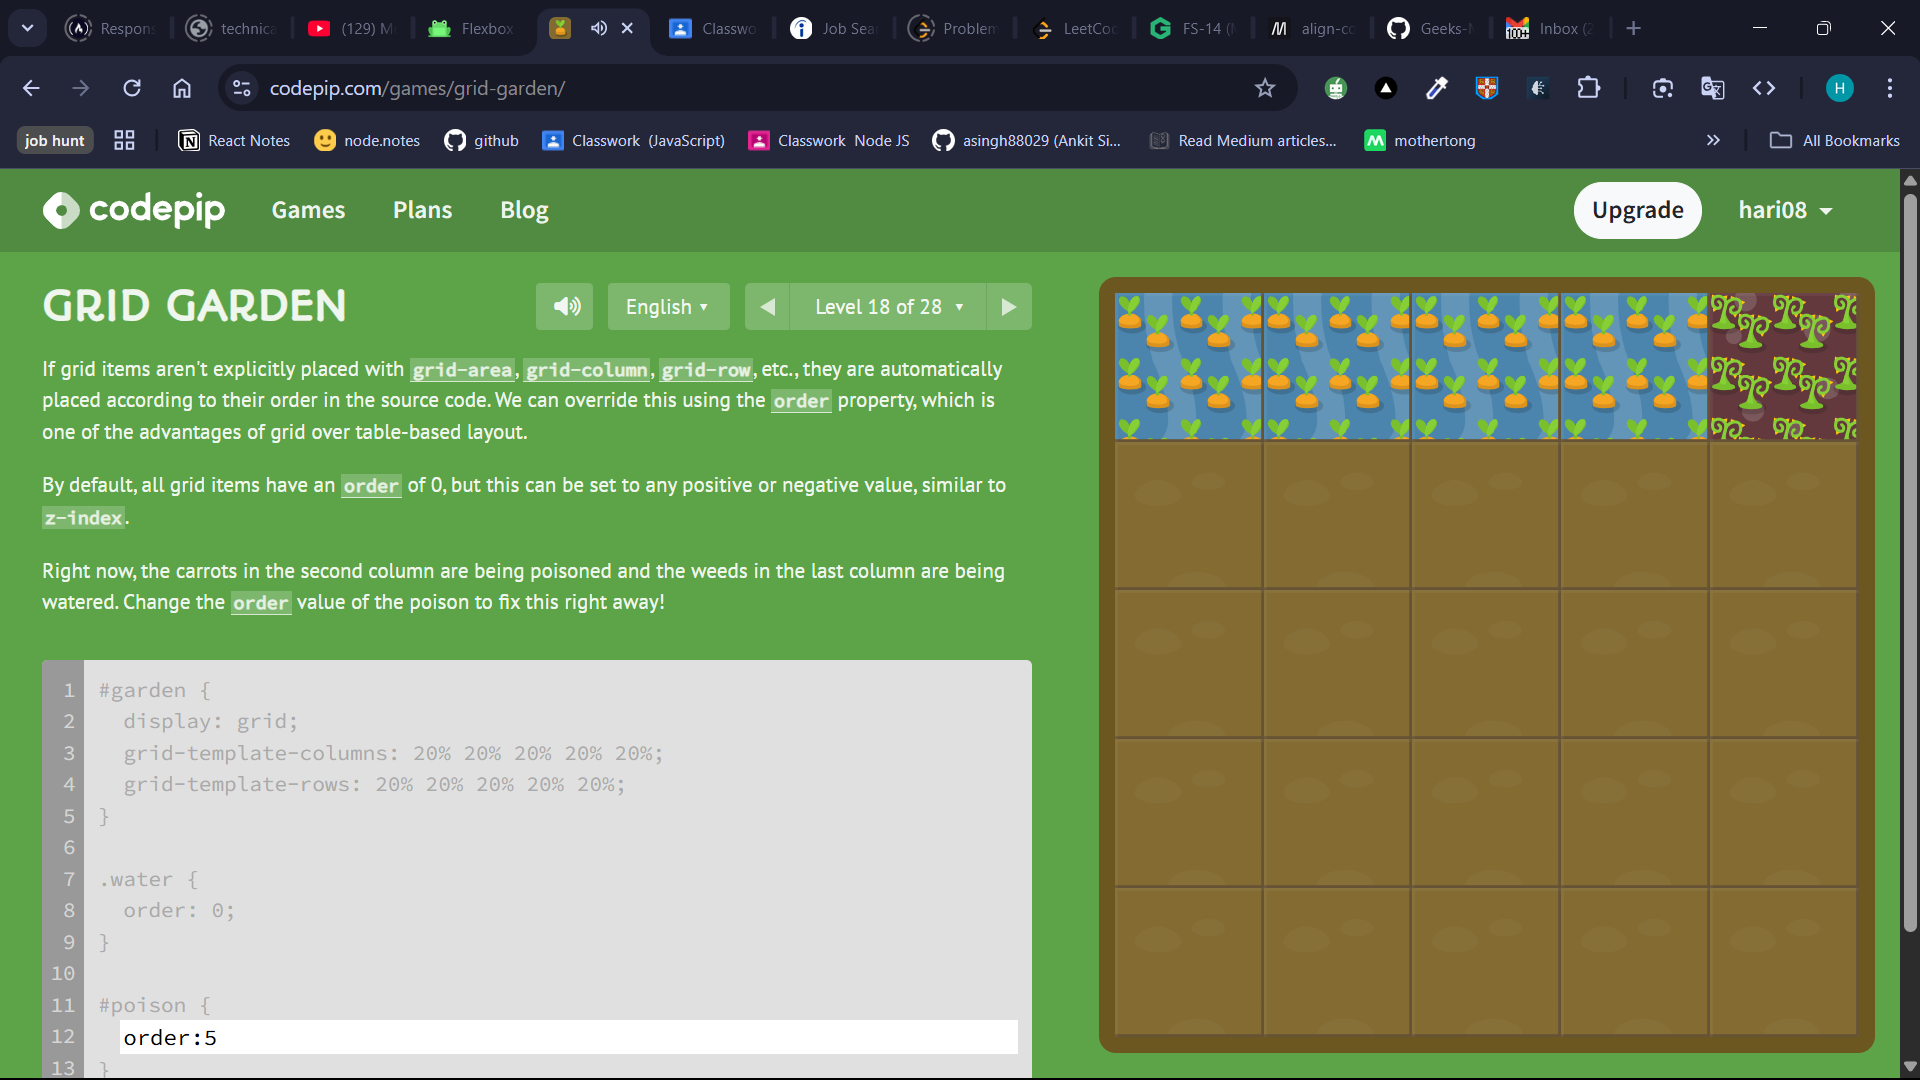 Respons
technica
(129) M
Flexbox
Classwo
Job Sea
Problem
LeetCod
FS-14 (
align-co
Geeks-
Inbox (2
codepip.com/games/grid-garden/
H
job hunt
React Notes
node.notes
github
Classwork (JavaScript)
Classwork Node JS
asingh88029 (Ankit Si...
Read Medium articles...
mothertong
All Bookmarks
codepip
Games
Plans
Blog
Upgrade
hari08
GRID GARDEN
English
Level 18 of 28
If grid items aren't explicitly placed with grid-area, grid-column, grid-row, etc., they are automatically
placed according to their order in the source code. We can override this using the order property, which is
one of the advantages of grid over table-based layout.
By default, all grid items have an order of 0, but this can be set to any positive or negative value, similar to
z-index.
Right now, the carrots in the second column are being poisoned and the weeds in the last column are being
watered. Change the order value of the poison to fix this right away!
1 #garden {
2 display: grid;
3 grid-template-columns: 20% 20% 20% 20% 20%;
4 grid-template-rows: 20% 20% 20% 20% 20%;
5 }
6
7 .water {
8 order: 0;
9 }
10
11 #poison {
12 order:5
13 }